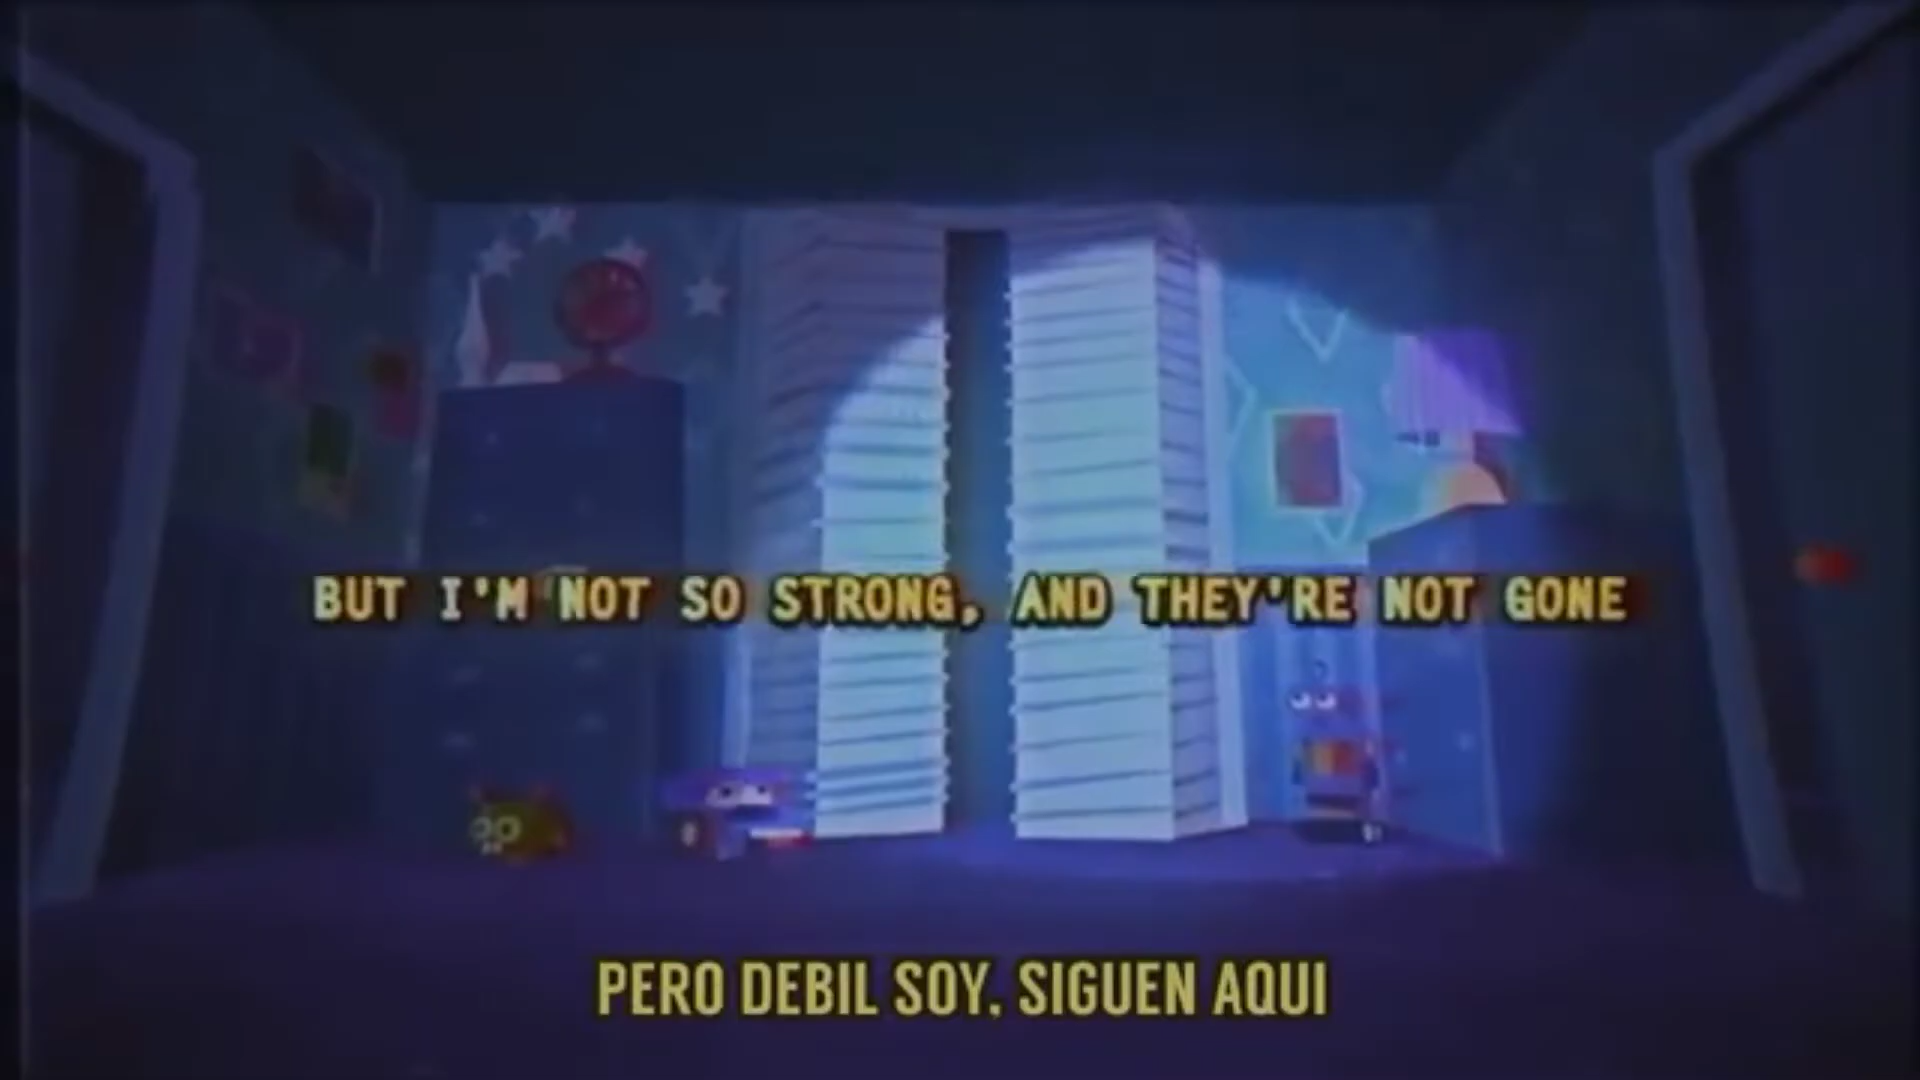 BUT I'M NOT SO STRONG, AND THEY'RE NOT GONE
PERO DEBIL SOY. SIGUEN AQUI